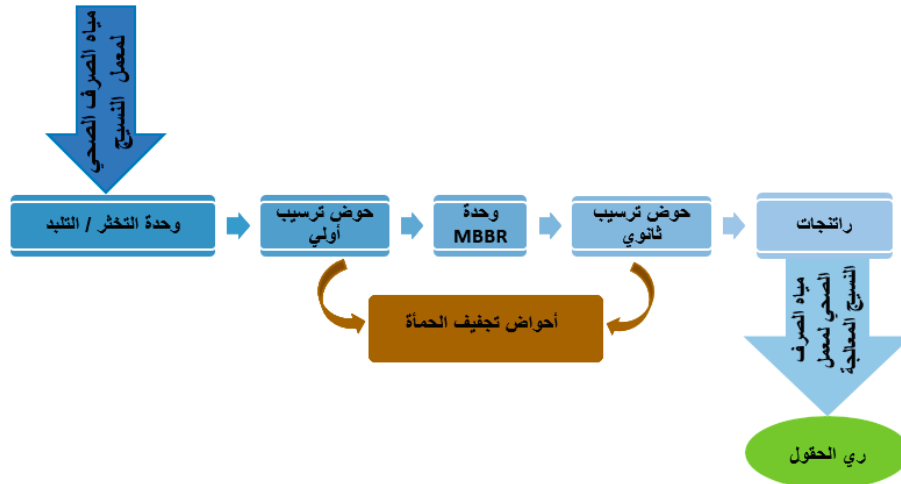 مياه الصرف الصحي
لمعمل النسيج
وحدة التخثر / التلبد
حوض ترسيب
أولي
وحدة
MBBR
حوض ترسيب
ثانوي
راتنجات
أحواض تجفيف الحمأة
مياه الصرف
الصحي لمعمل
النسيج المعالجة
ري الحقول